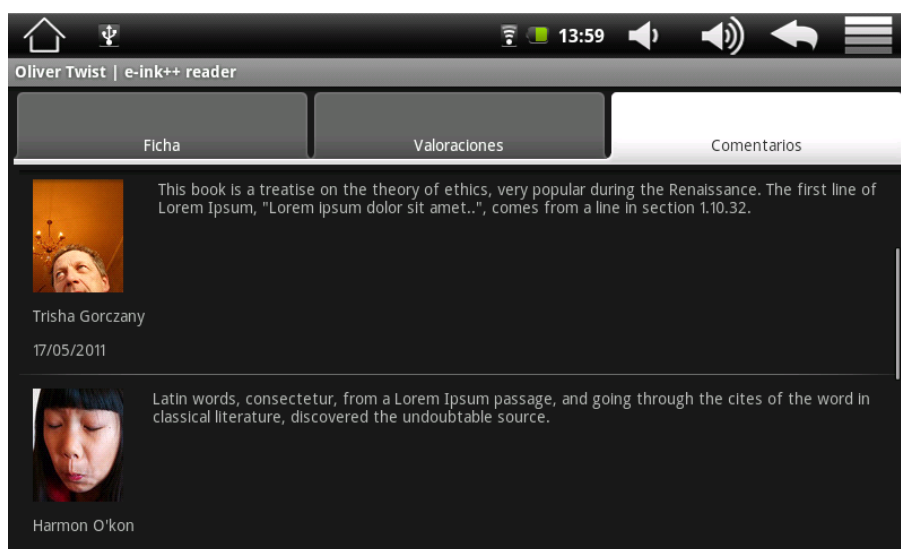 13:59
Oliver Twist | e-ink++ reader
Ficha
Valoraciones
Comentarios
This book is a treatise on the theory of ethics, very popular during the Renaissance. The first line of
Lorem Ipsum, "Lorem ipsum dolor sit amet..", comes from a line in section 1.10.32.
Trisha Gorczany
17/05/2011
Latin words, consectetur, from a Lorem Ipsum passage, and going through the cites of the word in
classical literature, discovered the undoubtable source.
Harmon O'kon